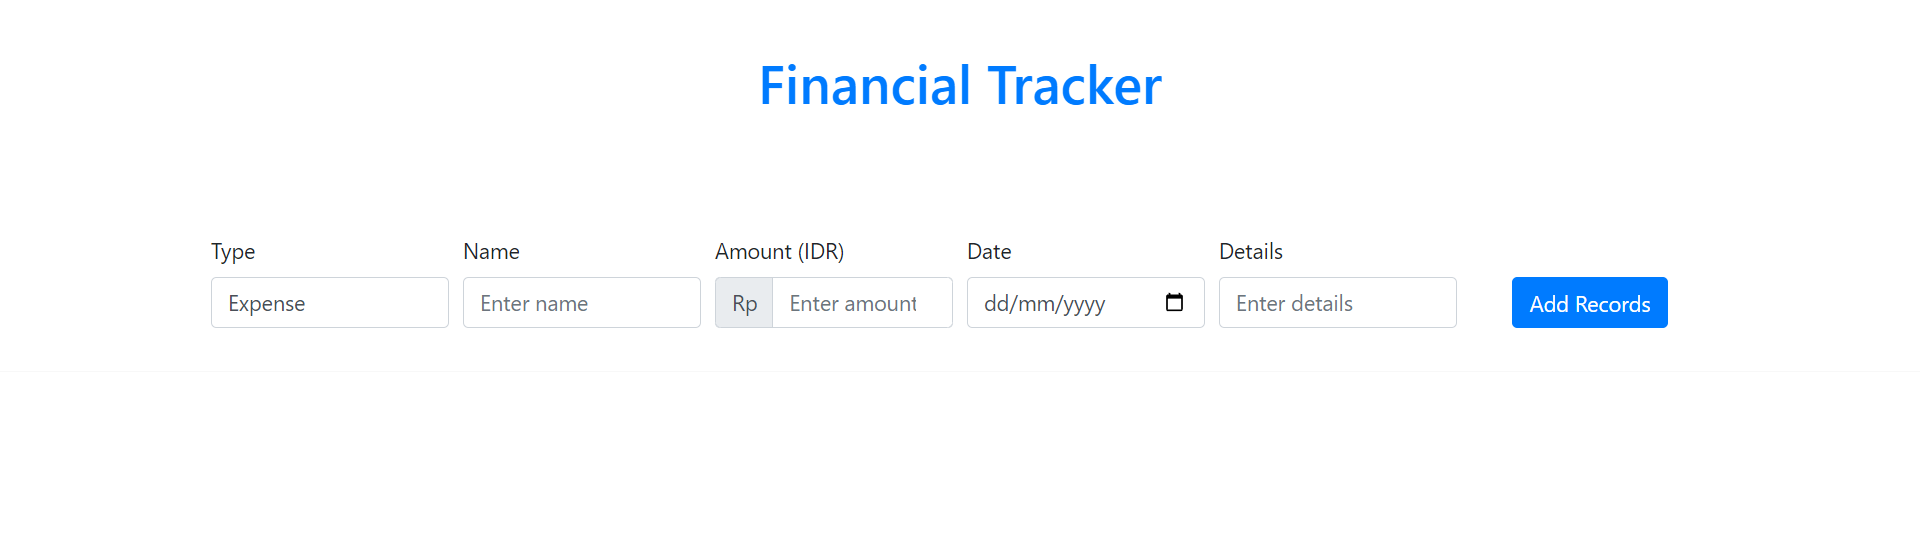 Financial Tracker
Type Name Amount (IDR) Date Details
Expense Enter name Rp Enter amount dd/mm/yyyy Enter details Add Records